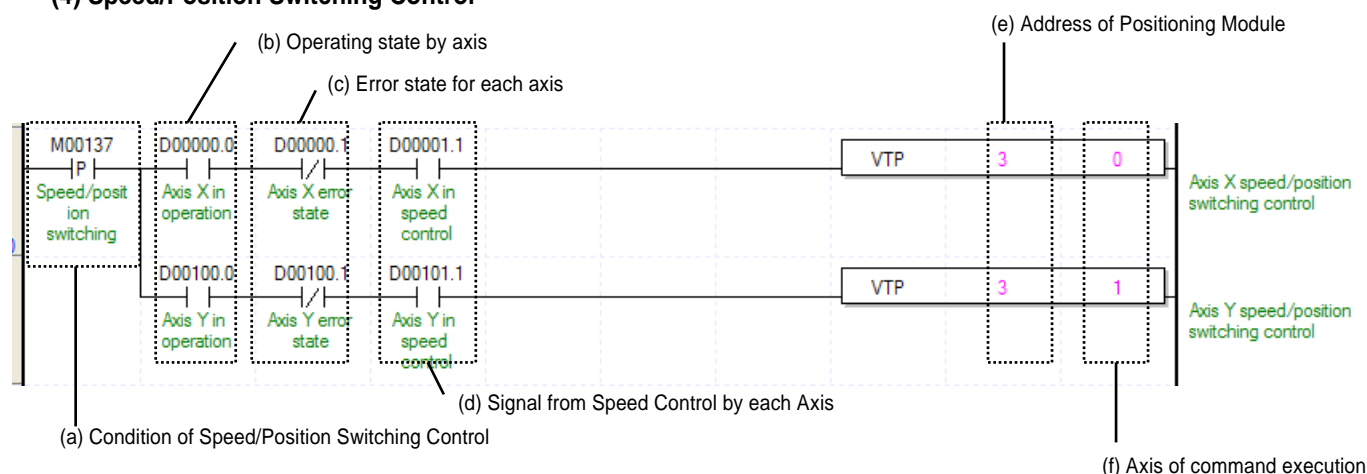 (4) Speed/Position Switching Control
(e) Address of Positioning Module
(b) Operating state by axis
(c) Error state for each axis
M00137
D00000.0
D00000.1
D00001.1
P
VTP 3 0
Speed/posit
ion
switching
Axis X in
operation
Axis X error
state
Axis X in
speed
control
Axis X speed/position
switching control
D00100.0
D00100.1
D00101.1
VTP 3 1
Axis Y in
operation
Axis Y error
state
Axis Y in
speed
control
Axis Y speed/position
switching control
(d) Signal from Speed Control by each Axis
(a) Condition of Speed/Position Switching Control
(f) Axis of command execution